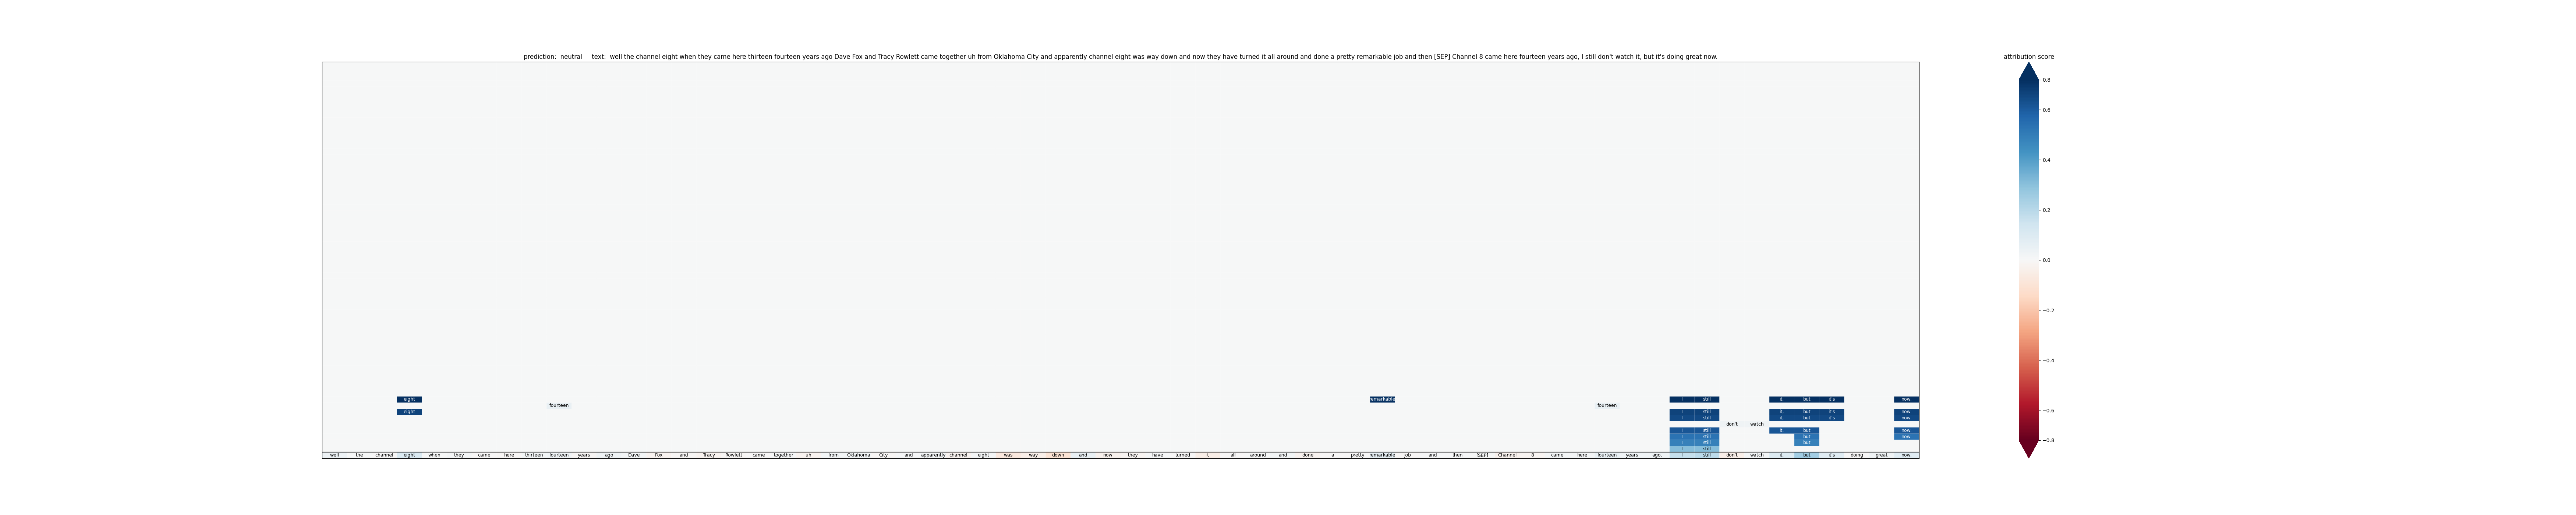 prediction: neutral text: well the channel eight when they came here thirteen fourteen years ago Dave Fox and Tracy Rowlett came together uh from Oklahoma City and apparently channel eight was way down and now they have turned it all around and done a pretty remarkable job and then [SEP] Channel 8 came here fourteen years ago, I still don't watch it, but it's doing great now.
attribution score
0.8
0.6
0.4
0.2
0.0
−0.2
−0.4
−0.6
−0.8
eight remarkable I still it, but it's now.
fourteen fourteen
eight I still it, but it's now.
I still it, but it's now.
don't watch
I still it, but now.
I still but now.
I still but
I still
well the channel eight when they came here thirteen fourteen years ago Dave Fox and Tracy Rowlett came together uh from Oklahoma City and apparently channel eight was way down and now they have turned it all around and done a pretty remarkable job and then [SEP] Channel 8 came here fourteen years ago, I still don't watch it, but it's doing great now.